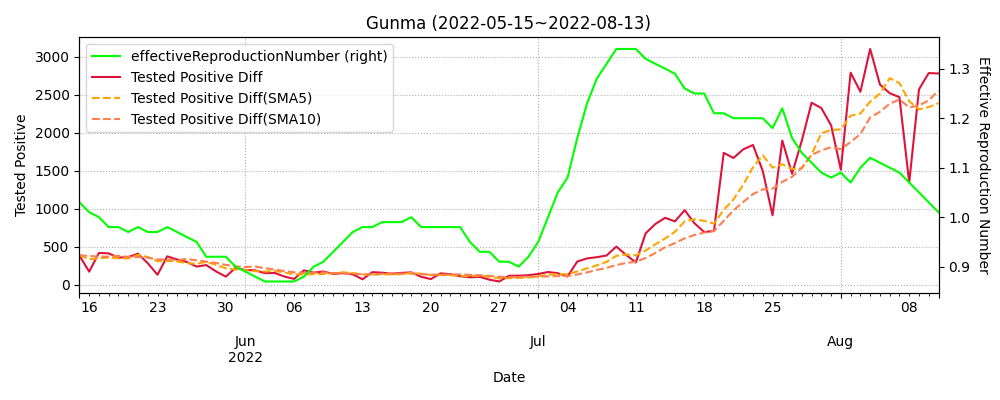 Gunma (2022-05-15~2022-08-13)
effectiveReproductionNumber (right)
Tested Positive Diff
Tested Positive Diff(SMA5)
Tested Positive Diff(SMA10)
Tested Positive
3000
2500
2000
1500
1000
500
0
Effective Reproduction Number
1.3
1.2
1.1
1.0
0.9
16 23 30 06 13 20 27 04 11 18 25 08
Jun Jul Aug
2022
Date